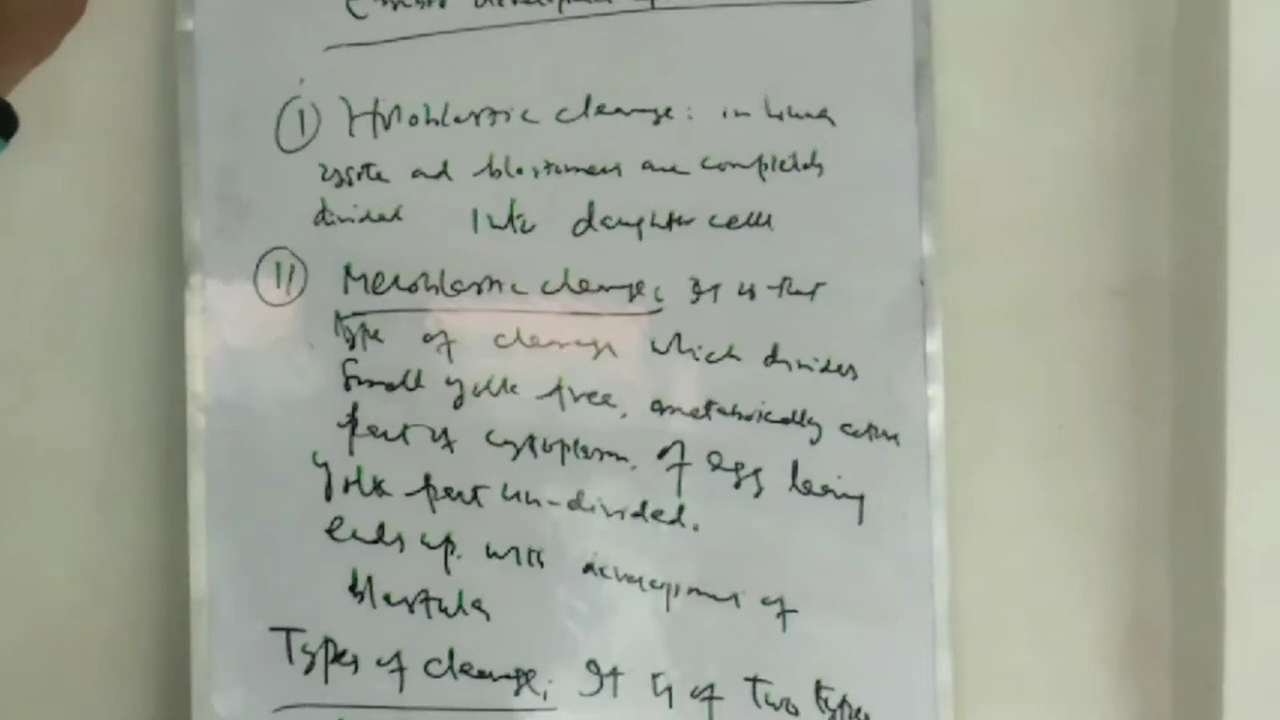 development
(I) Holoblastic cleavage: in which
zygote and blastomeres are completely
divided into daughter cells
(II) Meroblastic cleavage: It is that
type of cleavage which divides
Small yolk free, metabolically active
part of cytoplasm of egg leaving
yolk part un-divided.
ends up with development of
blastula
Types of cleavage: It is of Two types